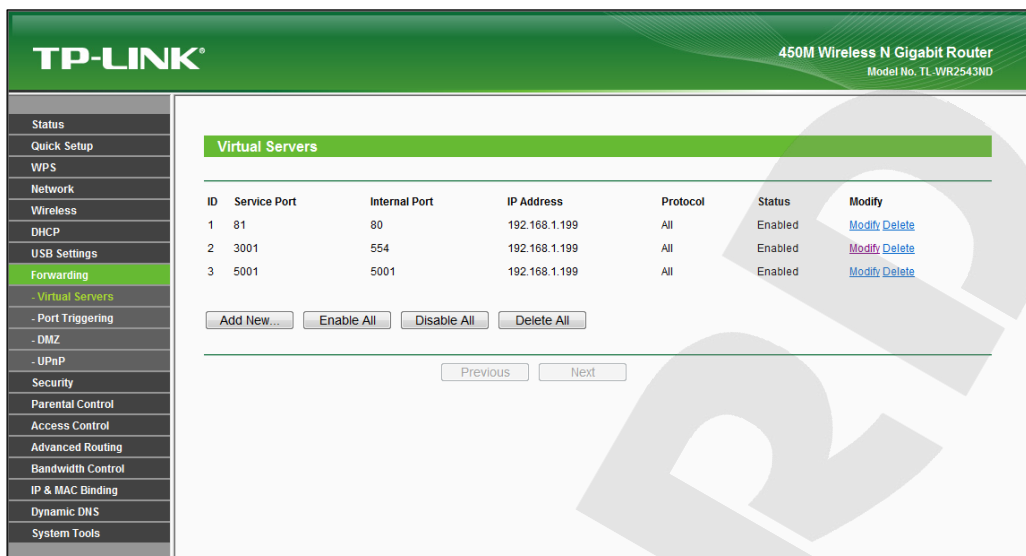 TP-LINK®
450M Wireless N Gigabit Router
Model No. TL-WR2543ND
Status
Quick Setup
WPS
Network
Wireless
DHCP
USB Settings
Forwarding
- Virtual Servers
- Port Triggering
- DMZ
- UPnP
Security
Parental Control
Access Control
Advanced Routing
Bandwidth Control
IP & MAC Binding
Dynamic DNS
System Tools
Virtual Servers
ID Service Port Internal Port IP Address Protocol Status Modify
1 81 80 192.168.1.199 All Enabled Modify Delete
2 3001 554 192.168.1.199 All Enabled Modify Delete
3 5001 5001 192.168.1.199 All Enabled Modify Delete
Add New... Enable All Disable All Delete All
Previous Next